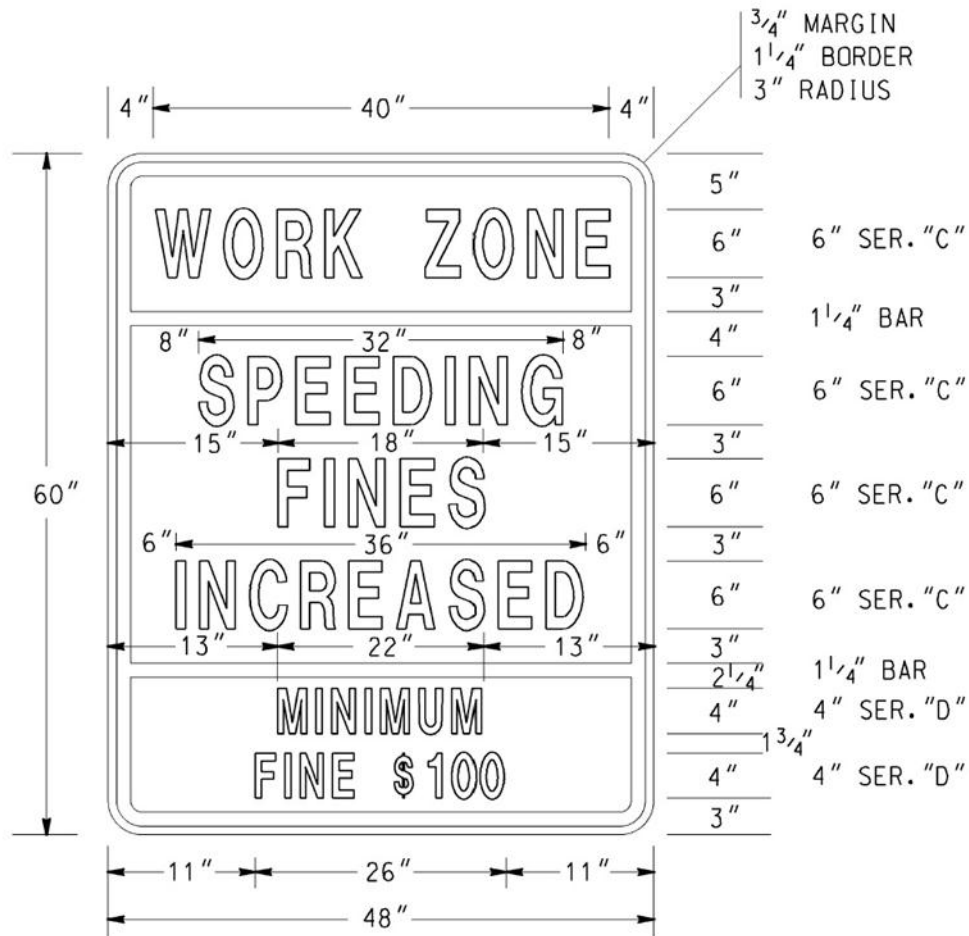 3/4" MARGIN
1 1/4" BORDER
3" RADIUS
4" 40" 4"
5"
WORK ZONE 6" 6" SER."C"
3"
1 1/4" BAR
8" 32" 8" 4"
SPEEDING 6" 6" SER."C"
15" 18" 15" 3"
60" FINES 6" 6" SER."C"
6" 36" 6" 3"
INCREASED 6" 6" SER."C"
13" 22" 13" 3"
2 1/4" 1 1/4" BAR
MINIMUM 4" 4" SER."D"
1 3/4"
FINE $100 4" 4" SER."D"
3"
11" 26" 11"
48"